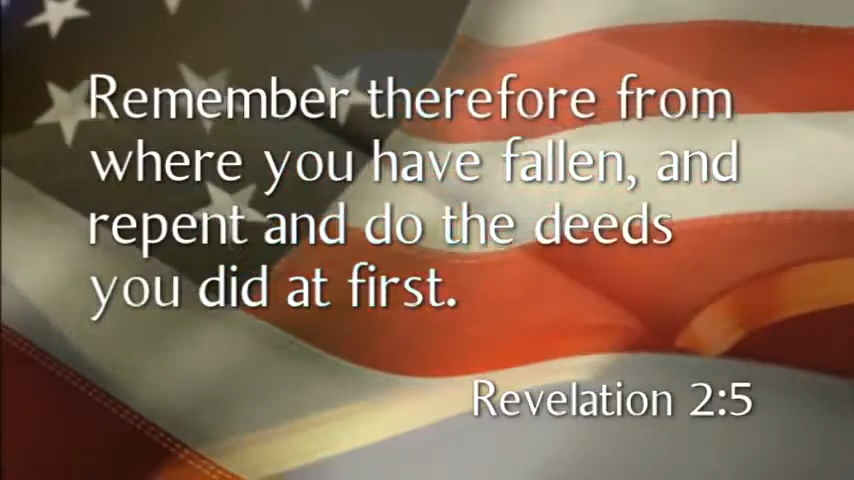 Remember therefore from
where you have fallen, and
repent and do the deeds
you did at first.
Revelation 2:5